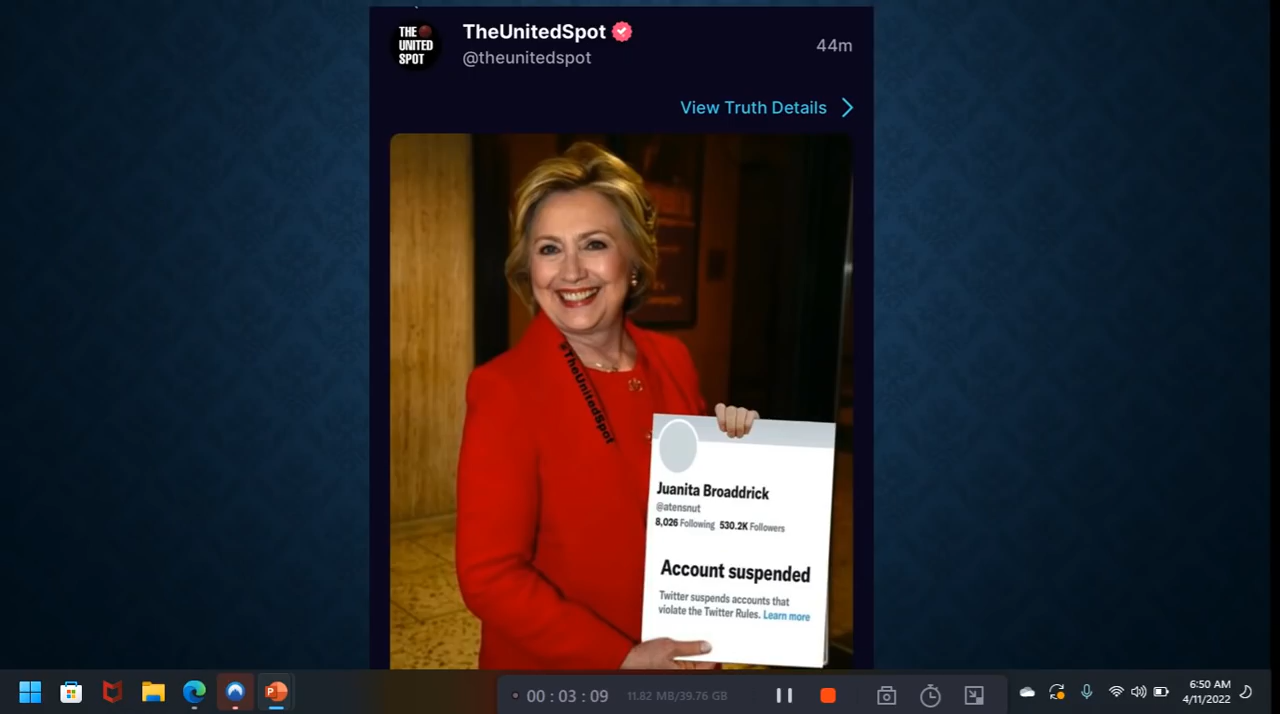 THE
UNITED
SPOT
TheUnitedSpot
@theunitedspot
44m
View Truth Details
#TheUnitedSpot
Juanita Broaddrick
@atensnut
8,026 Following 530.2K Followers
Account suspended
Twitter suspends accounts that
violate the Twitter Rules. Learn more
00 : 03 : 09
11.82 MB/39.76 GB
6:50 AM
4/11/2022